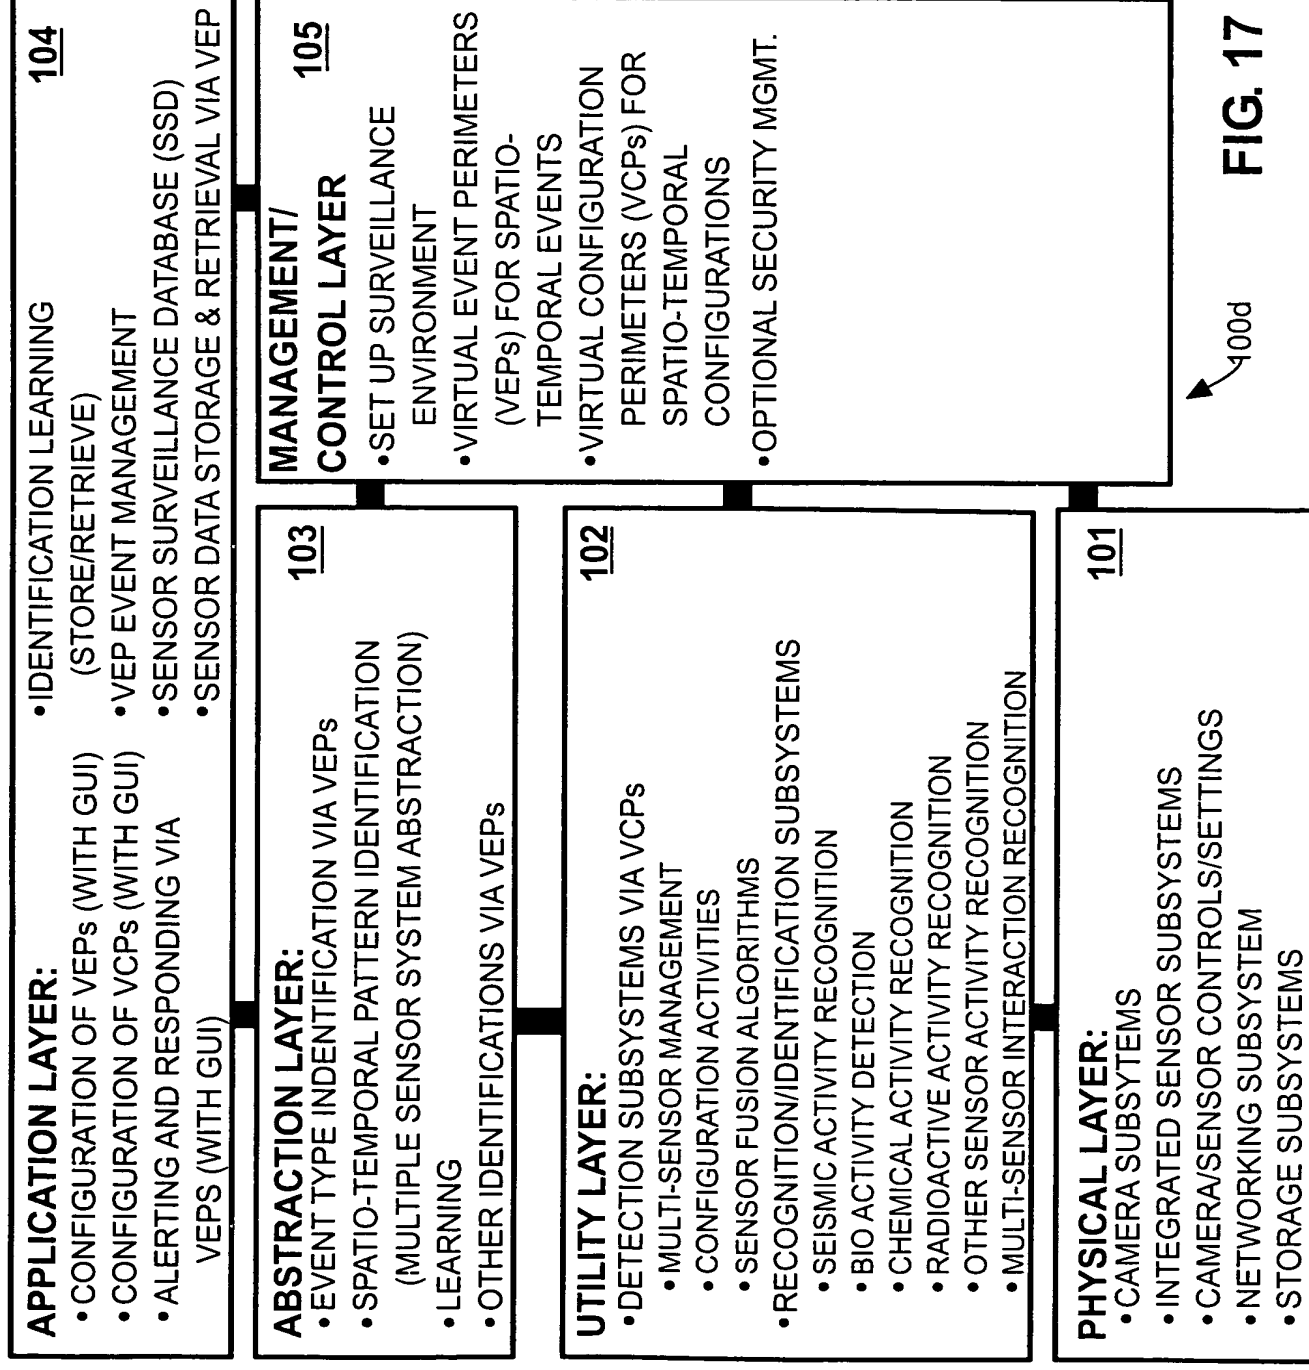 APPLICATION LAYER:
• CONFIGURATION OF VEPs (WITH GUI)
• CONFIGURATION OF VCPs (WITH GUI)
• ALERTING AND RESPONDING VIA
VEPS (WITH GUI)
• IDENTIFICATION LEARNING
(STORE/RETRIEVE)
• VEP EVENT MANAGEMENT
• SENSOR SURVEILLANCE DATABASE (SSD)
• SENSOR DATA STORAGE & RETRIEVAL VIA VEP
104
ABSTRACTION LAYER:
• EVENT TYPE INDENTIFICATION VIA VEPs
• SPATIO-TEMPORAL PATTERN IDENTIFICATION
(MULTIPLE SENSOR SYSTEM ABSTRACTION)
• LEARNING
• OTHER IDENTIFICATIONS VIA VEPs
103
UTILITY LAYER:
• DETECTION SUBSYSTEMS VIA VCPs
• MULTI-SENSOR MANAGEMENT
• CONFIGURATION ACTIVITIES
• SENSOR FUSION ALGORITHMS
• RECOGNITION/IDENTIFICATION SUBSYSTEMS
• SEISMIC ACTIVITY RECOGNITION
• BIO ACTIVITY DETECTION
• CHEMICAL ACTIVITY RECOGNITION
• RADIOACTIVE ACTIVITY RECOGNITION
• OTHER SENSOR ACTIVITY RECOGNITION
• MULTI-SENSOR INTERACTION RECOGNITION
102
PHYSICAL LAYER:
• CAMERA SUBSYTEMS
• INTEGRATED SENSOR SUBSYSTEMS
• CAMERA/SENSOR CONTROLS/SETTINGS
• NETWORKING SUBSYSTEM
• STORAGE SUBSYSTEMS
101
MANAGEMENT/
CONTROL LAYER
105
• SET UP SURVEILLANCE
ENVIRONMENT
• VIRTUAL EVENT PERIMETERS
(VEPs) FOR SPATIO-
TEMPORAL EVENTS
• VIRTUAL CONFIGURATION
PERIMETERS (VCPs) FOR
SPATIO-TEMPORAL
CONFIGURATIONS
• OPTIONAL SECURITY MGMT.
100d
FIG. 17